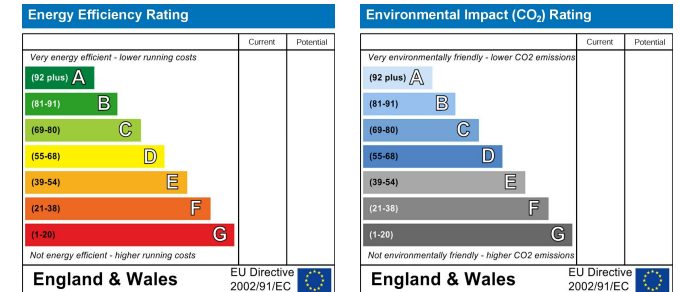 Energy Efficiency Rating
Current Potential
Very energy efficient - lower running costs
(92 plus) A
(81-91) B
(69-80) C
(55-68) D
(39-54) E
(21-38) F
(1-20) G
Not energy efficient - higher running costs
England & Wales
EU Directive
2002/91/EC
Environmental Impact (CO₂) Rating
Current Potential
Very environmentally friendly - lower CO2 emissions
(92 plus) A
(81-91) B
(69-80) C
(55-68) D
(39-54) E
(21-38) F
(1-20) G
Not environmentally friendly - higher CO2 emissions
England & Wales
EU Directive
2002/91/EC